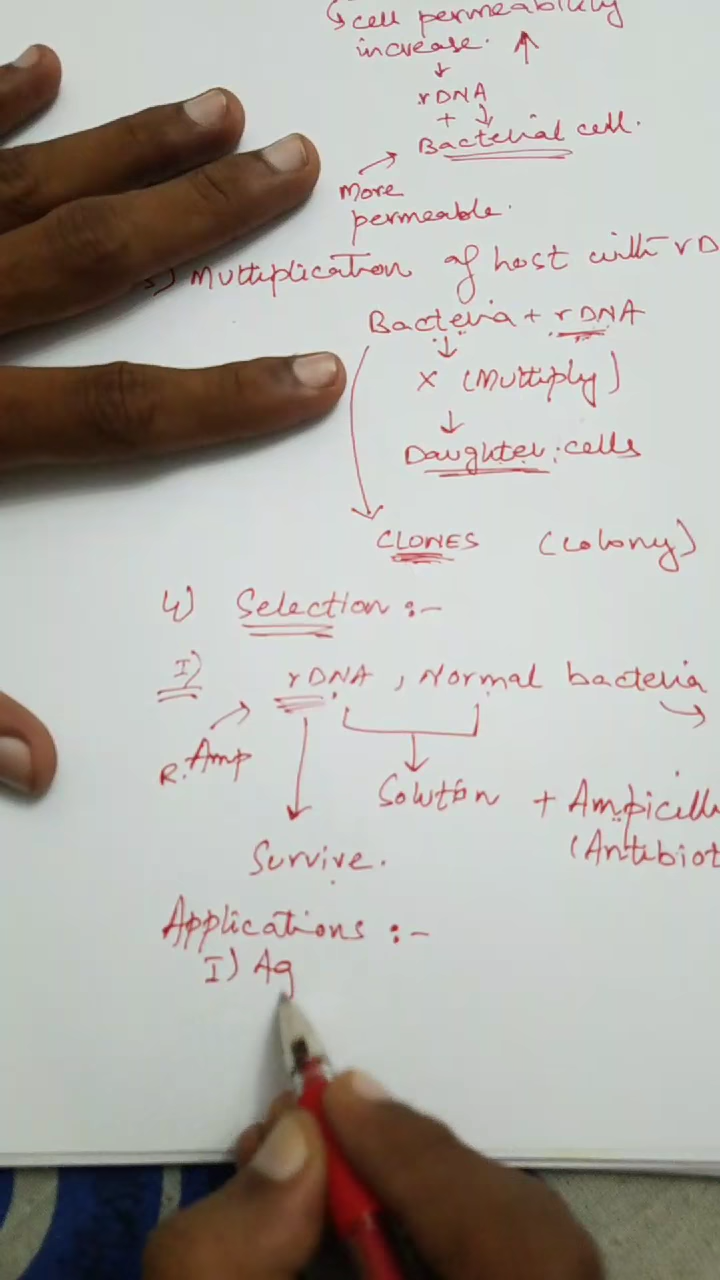 ↳ cell permeability
increase. ↑
↓
rDNA
+ ↓
Bacterial cell.
More
permeable.
Multiplication of host with rD
Bacteria + rDNA
↓
x (Multiply)
↓
Daughter cells
CLONES (Colony)
4) Selection :-
I) rDNA , Normal bacteria
R. Amp
Solution + Ampicill
(Antibiot
Survive.
Applications :-
I) Ag